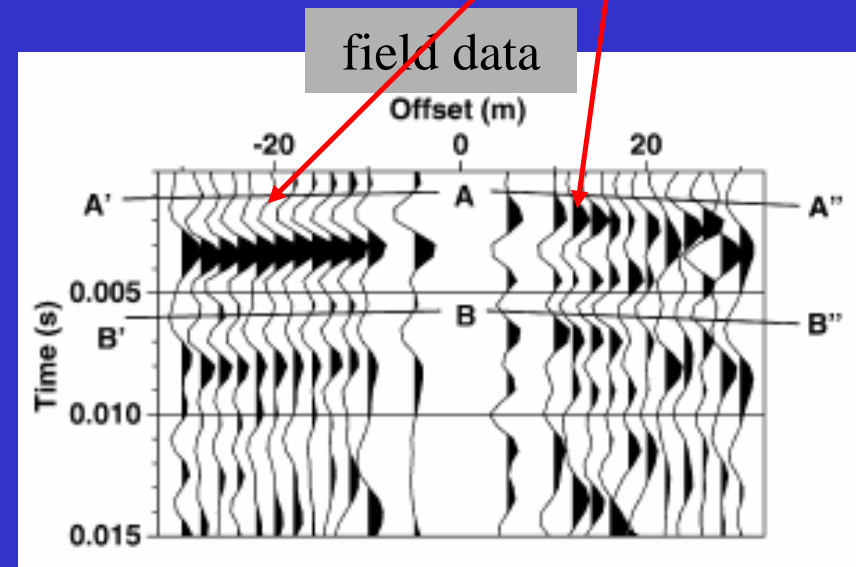 field data
Offset (m)
-20 0 20
A' A A"
0.005
B' B B"
Time (s)
0.010
0.015